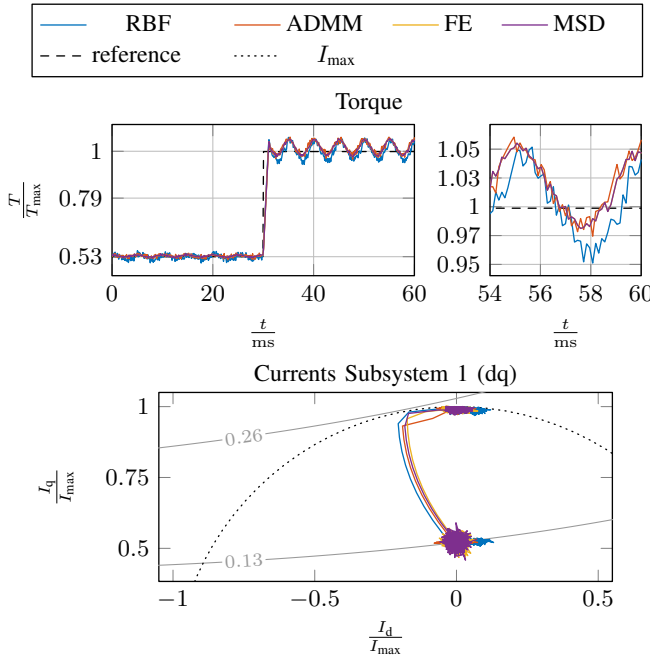 RBF ADMM FE MSD
reference I_max
Torque
T/T_max
1
0.79
0.53
0 20 40 60
t/ms
1.05
1.03
1
0.97
0.95
54 56 58 60
t/ms
Currents Subsystem 1 (dq)
I_q/I_max
1
0.75
0.5
0.26
0.13
−1 −0.5 0 0.5
I_d/I_max